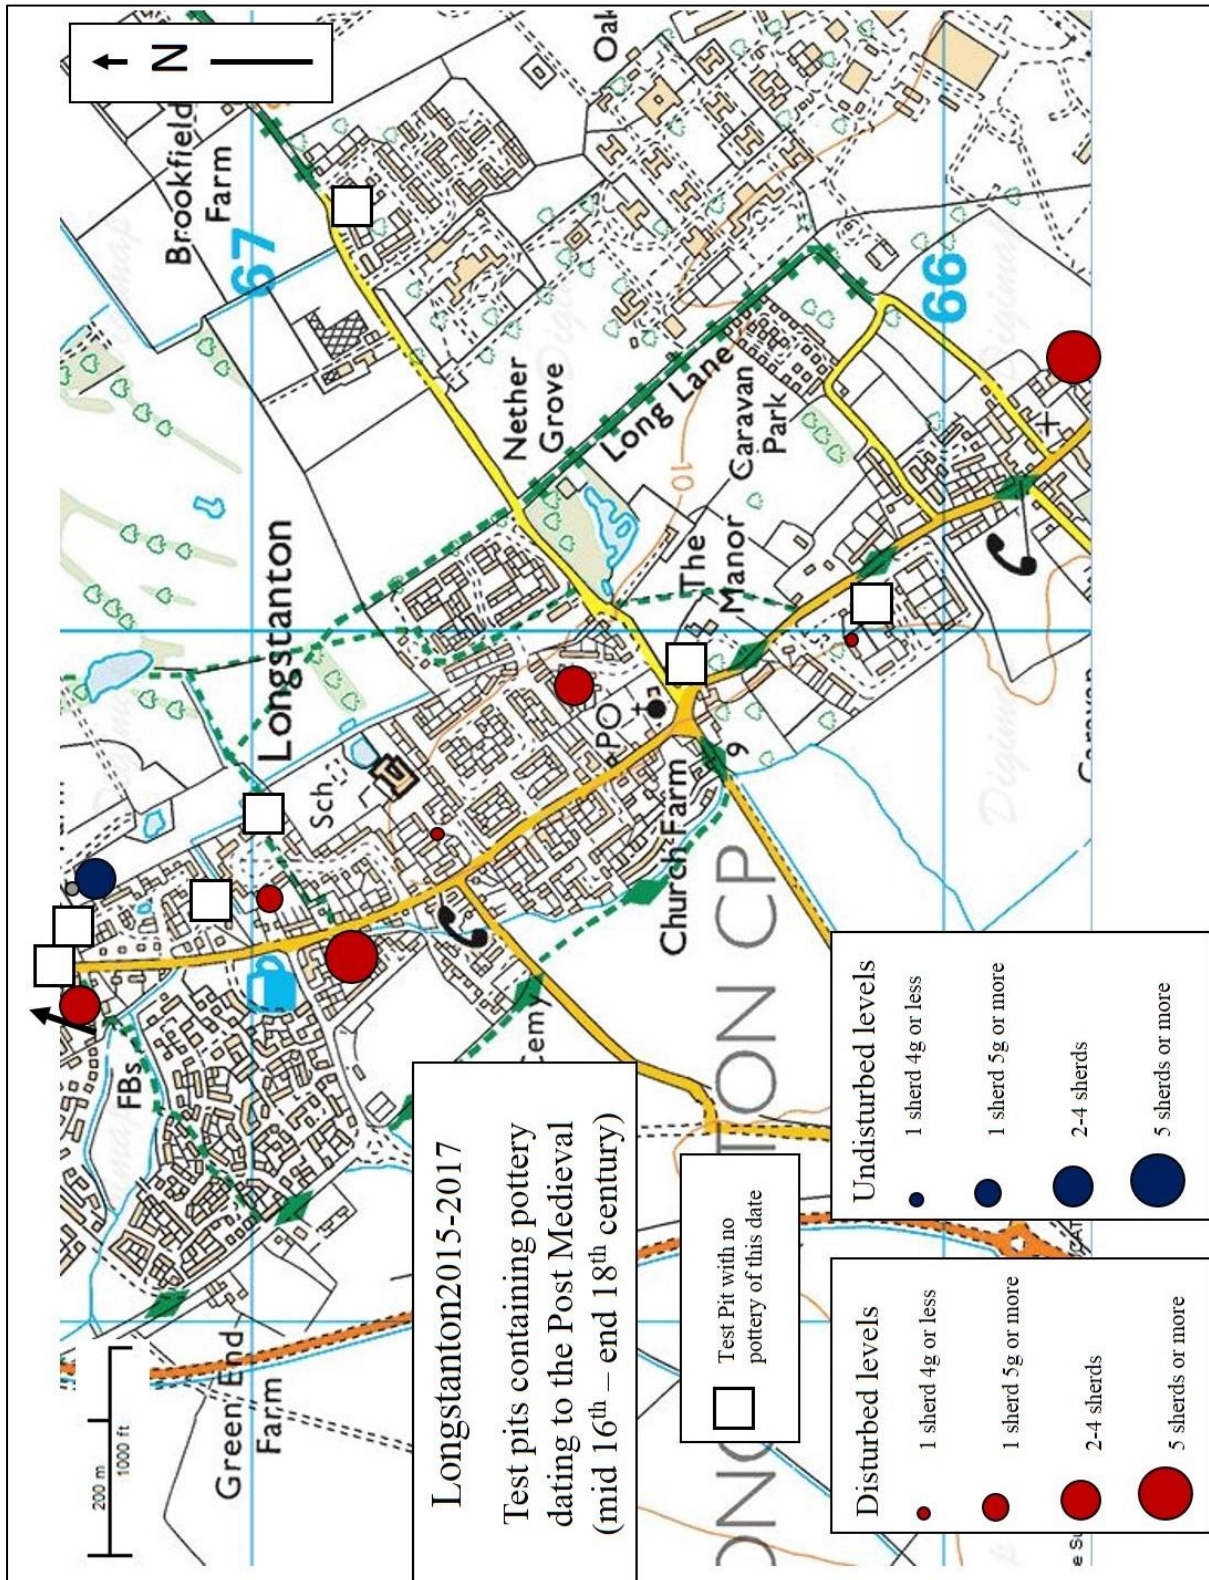 N
Brookfield
Farm
67
Oak
Longstanton
Nether
Grove
Long Lane
Caravan
Park
10
The
Manor
66
Sch
PO
Church Farm
9
FBs
Cemy
Green End
Farm
200 m
1000 ft
Digimap
Digimap
Longstanton2015-2017
Test pits containing pottery
dating to the Post Medieval
(mid 16th – end 18th century)
Test Pit with no
pottery of this date
TON CP
Disturbed levels
1 sherd 4g or less
1 sherd 5g or more
2-4 sherds
5 sherds or more
Undisturbed levels
1 sherd 4g or less
1 sherd 5g or more
2-4 sherds
5 sherds or more